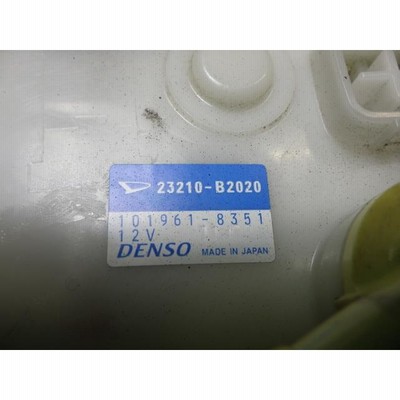 23210-B2020
101961-8351
12V
DENSO MADE IN JAPAN